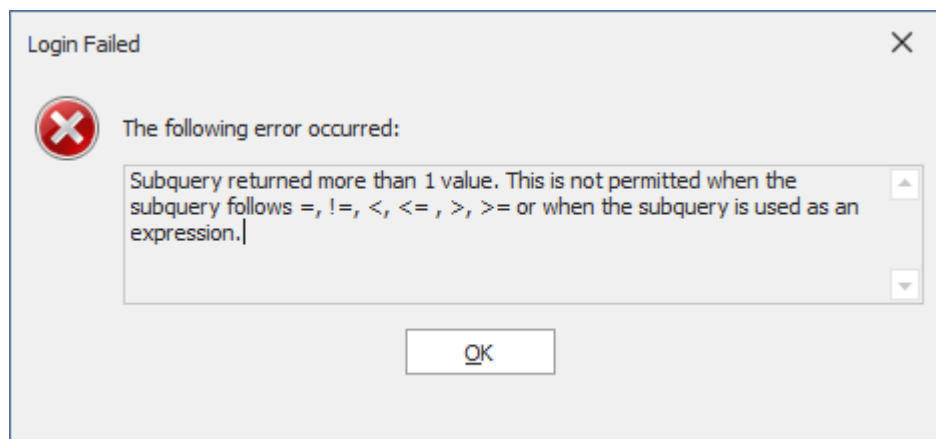 Login Failed
The following error occurred:
Subquery returned more than 1 value. This is not permitted when the
subquery follows =, !=, <, <= , >, >= or when the subquery is used as an
expression.
OK